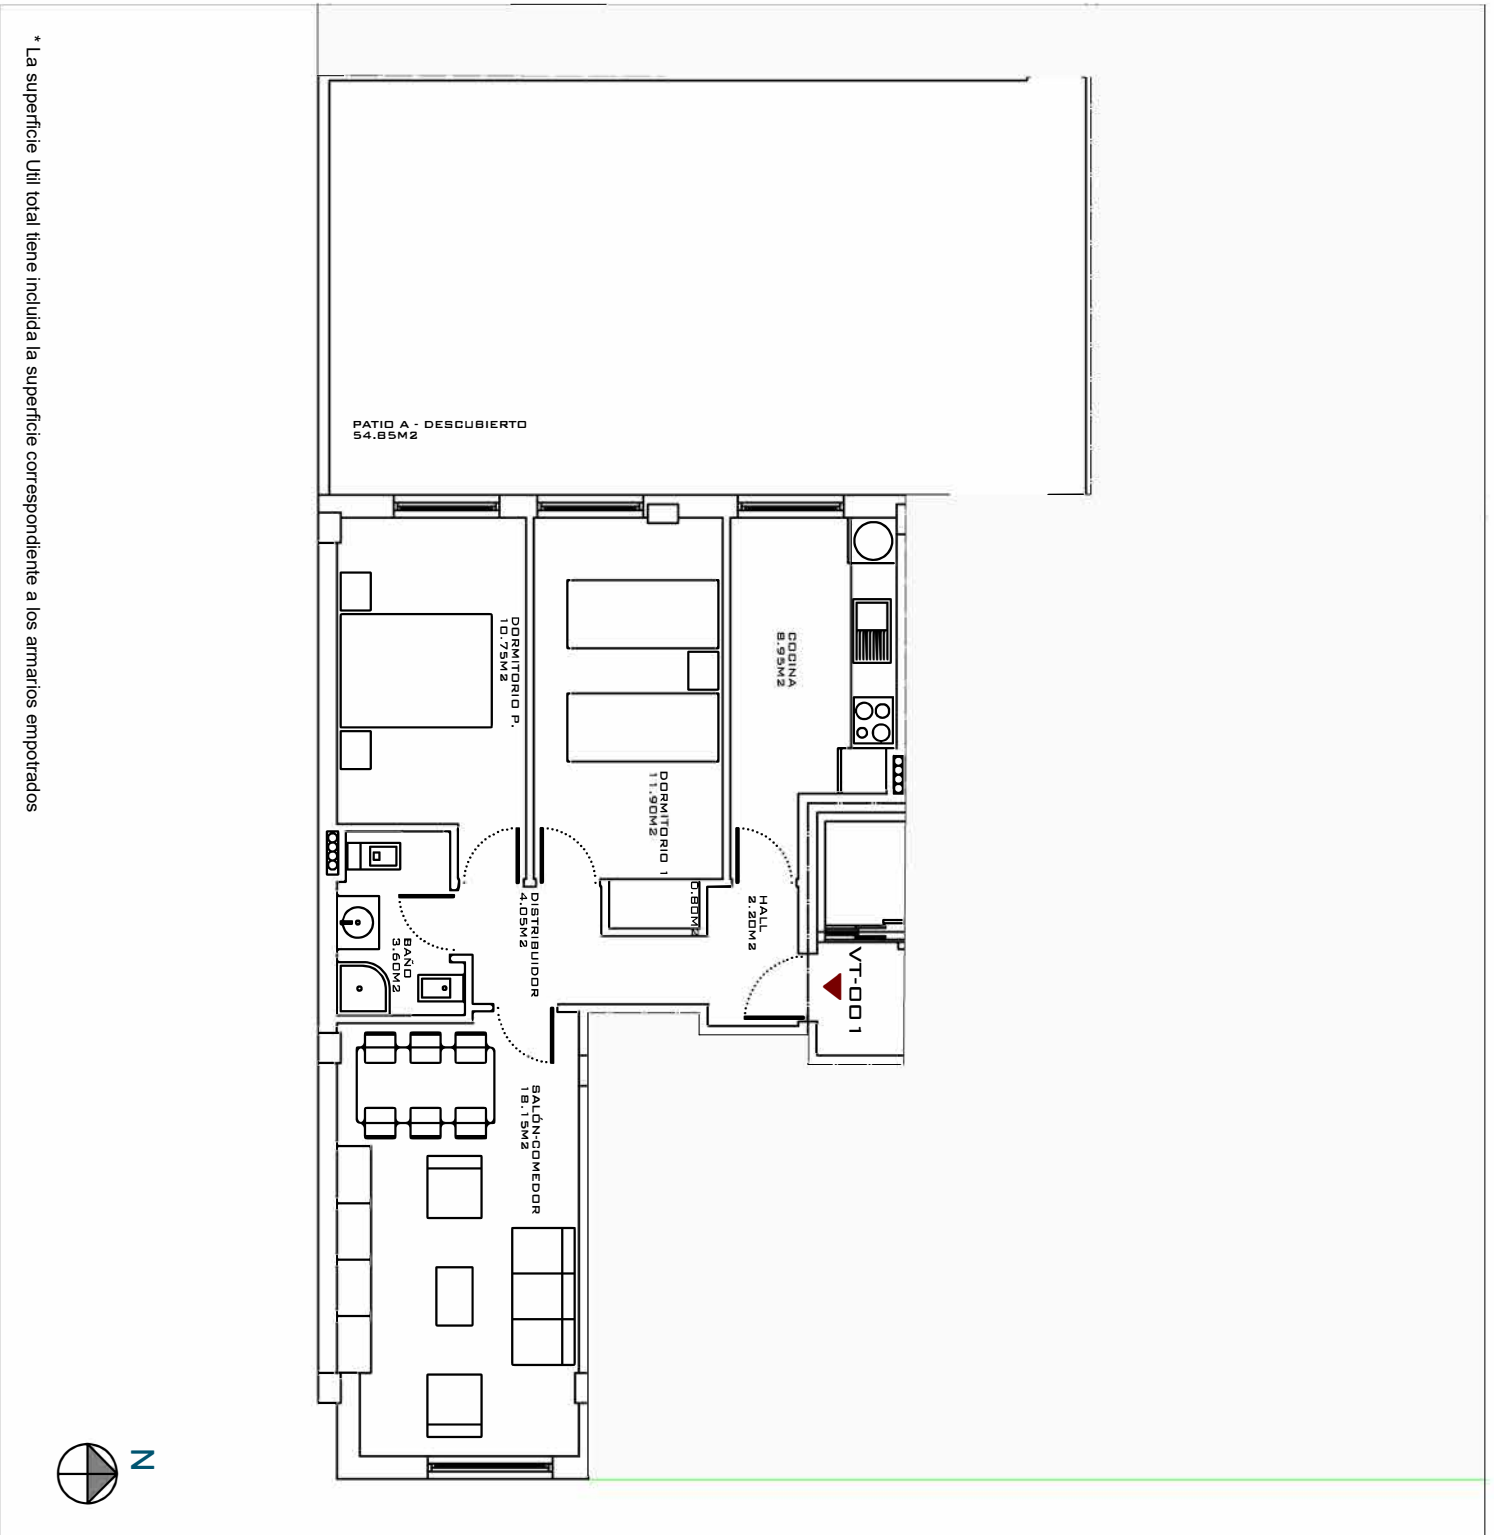 * La superficie Util total tiene incluida la superficie correspondiente a los armarios empotrados
PATIO A - DESCUBIERTO
54.85M2
DORMITORIO P.
10.75M2
COCINA
8.95M2
DORMITORIO 1
11.90M2
0.80M2
HALL
2.20M2
DISTRIBUIDOR
4.05M2
BAÑO
3.60M2
VT-001
SALÓN-COMEDOR
18.15M2
N